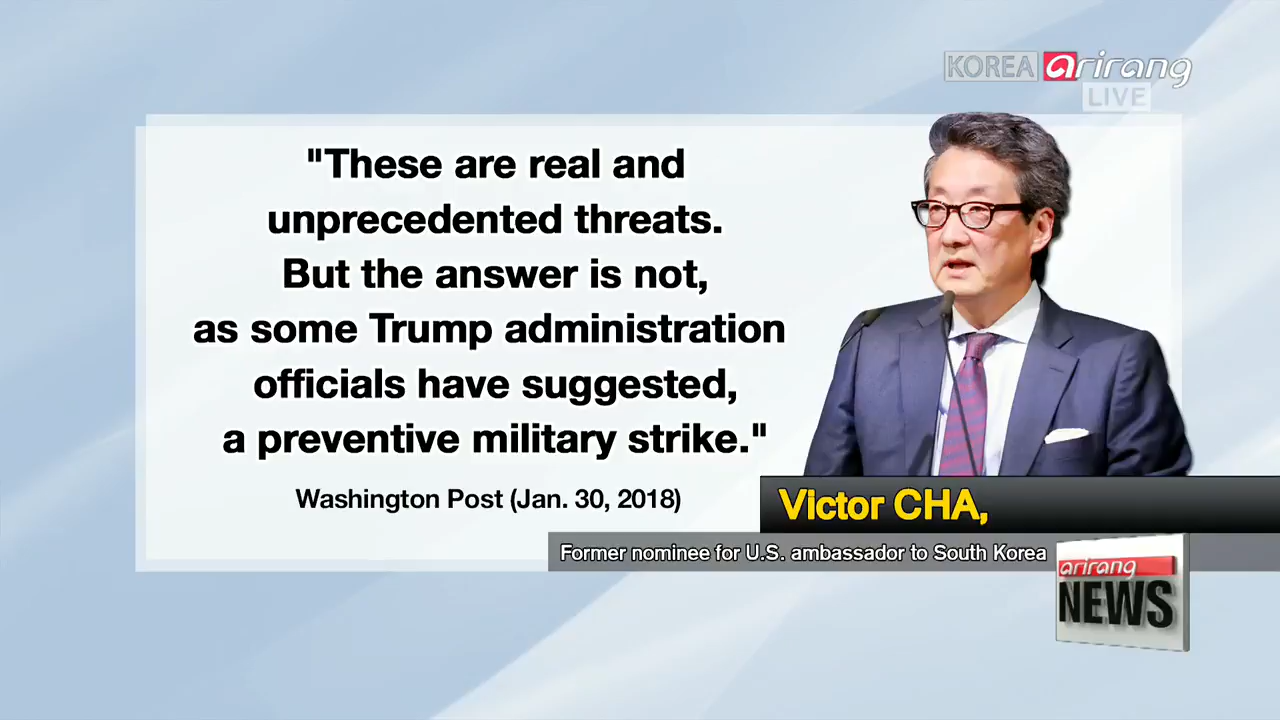 KOREA arirang
LIVE
"These are real and
unprecedented threats.
But the answer is not,
as some Trump administration
officials have suggested,
a preventive military strike."
Washington Post (Jan. 30, 2018)
Victor CHA,
Former nominee for U.S. ambassador to South Korea
arirang
NEWS